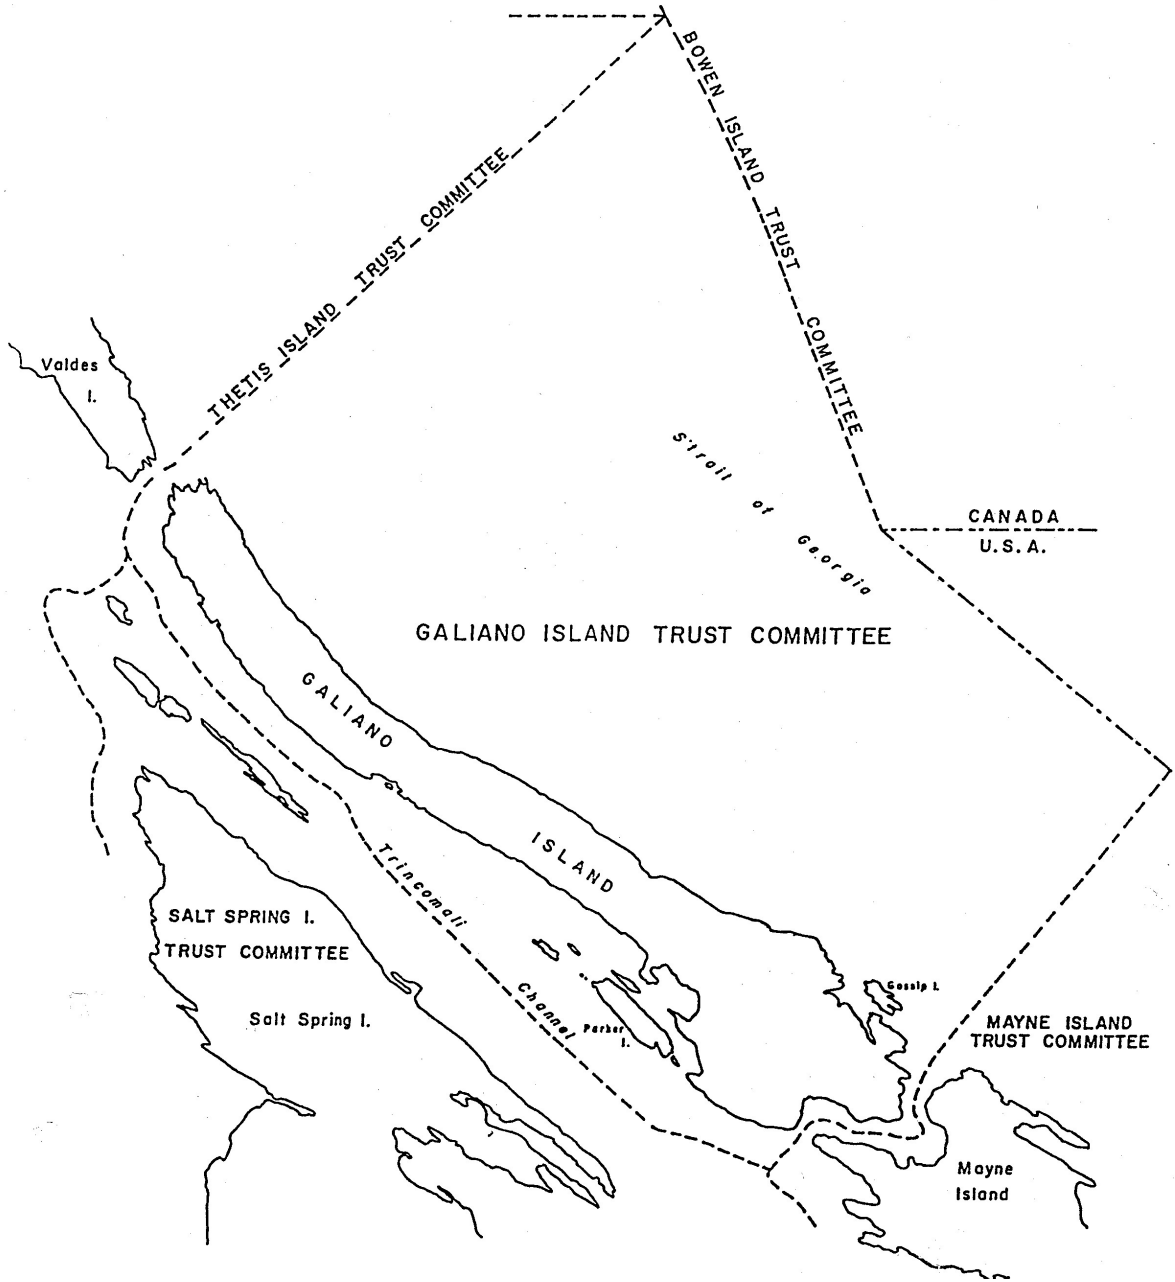 BOWEN ISLAND TRUST COMMITTEE
THETIS ISLAND TRUST COMMITTEE
Valdes
I.
Strait of Georgia
CANADA
U.S.A.
GALIANO ISLAND TRUST COMMITTEE
GALIANO ISLAND
Trincomali Channel
SALT SPRING I.
TRUST COMMITTEE
Salt Spring I.
Parker
I.
Gossip I.
MAYNE ISLAND
TRUST COMMITTEE
Mayne
Island